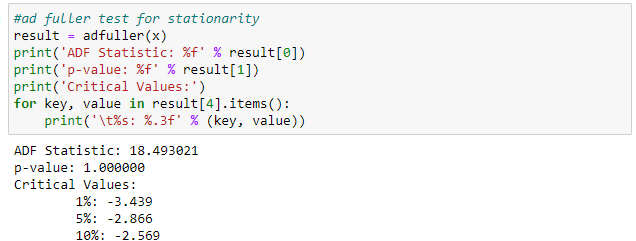 #ad fuller test for stationarity
result = adfuller(x)
print('ADF Statistic: %f' % result[0])
print('p-value: %f' % result[1])
print('Critical Values:')
for key, value in result[4].items():
    print('\t%s: %.3f' % (key, value))
ADF Statistic: 18.493021
p-value: 1.000000
Critical Values:
        1%: -3.439
        5%: -2.866
        10%: -2.569